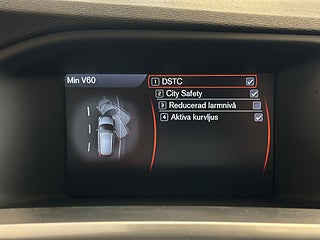 Min V60
1 DSTC
2 City Safety
3 Reducerad larmnivå
4 Aktiva kurvljus